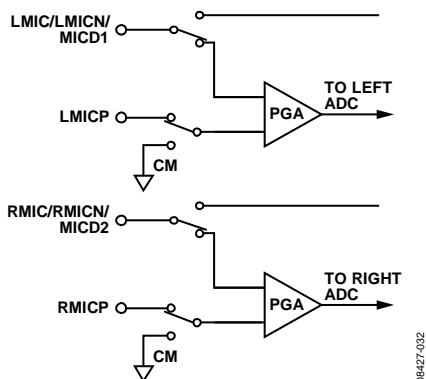 LMIC/LMICN/
MICD1
TO LEFT
ADC
PGA
LMICP
CM
RMIC/RMICN/
MICD2
TO RIGHT
ADC
PGA
RMICP
CM
08427-032